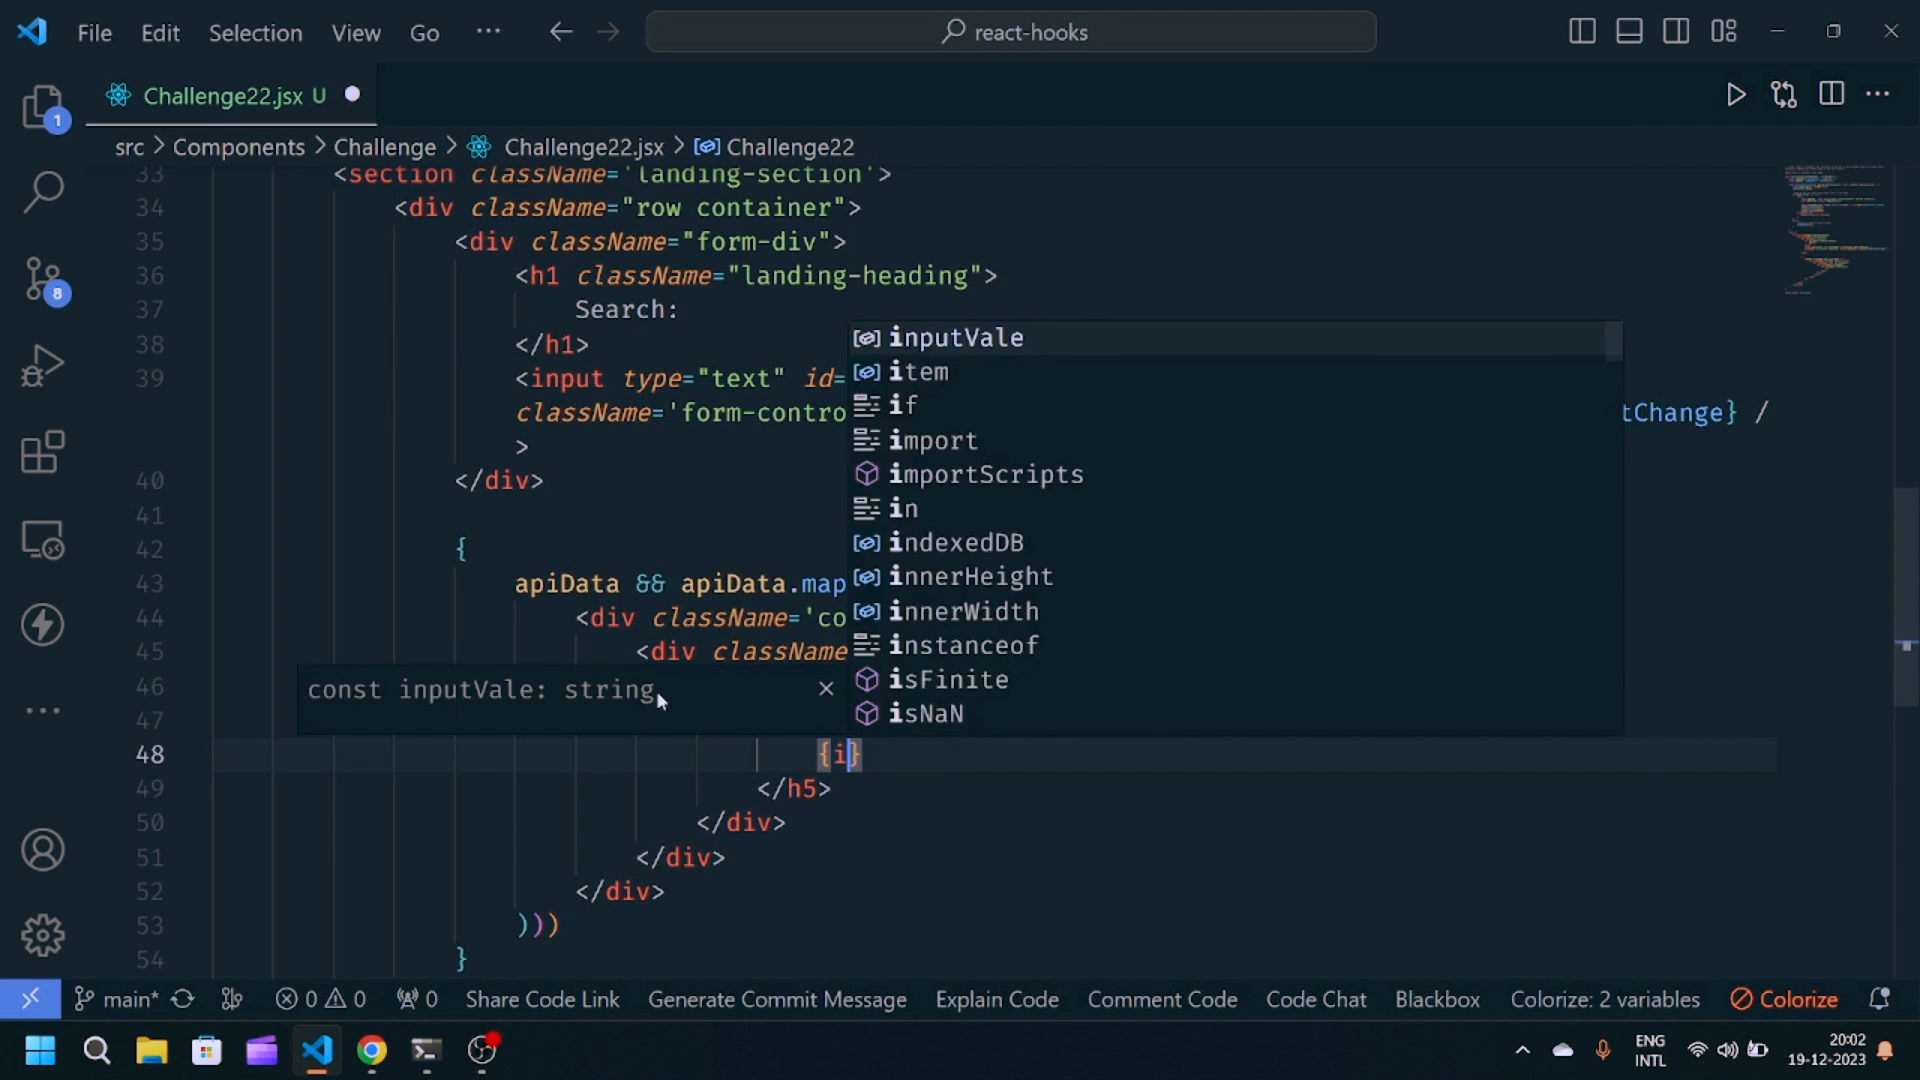 File Edit Selection View Go ··· react-hooks
Challenge22.jsx U
src > Components > Challenge > Challenge22.jsx > Challenge22
33 <section className='landing-section'>
34 <div className="row container">
35 <div className="form-div">
36 <h1 className="landing-heading">
37 Search:
38 </h1>
39 <input type="text" id=
className='form-contro tChange} /
>
40 </div>
41
42 {
43 apiData && apiData.map
44 <div className='co
45 <div className
46
47
48 {i}
49 </h5>
50 </div>
51 </div>
52 </div>
53 )))
54 }
inputVale
item
if
import
importScripts
in
indexedDB
innerHeight
innerWidth
instanceof
isFinite
isNaN
const inputVale: string
1
8
main* 0 0 0 Share Code Link Generate Commit Message Explain Code Comment Code Code Chat Blackbox Colorize: 2 variables Colorize
ENG
INTL
20:02
19-12-2023